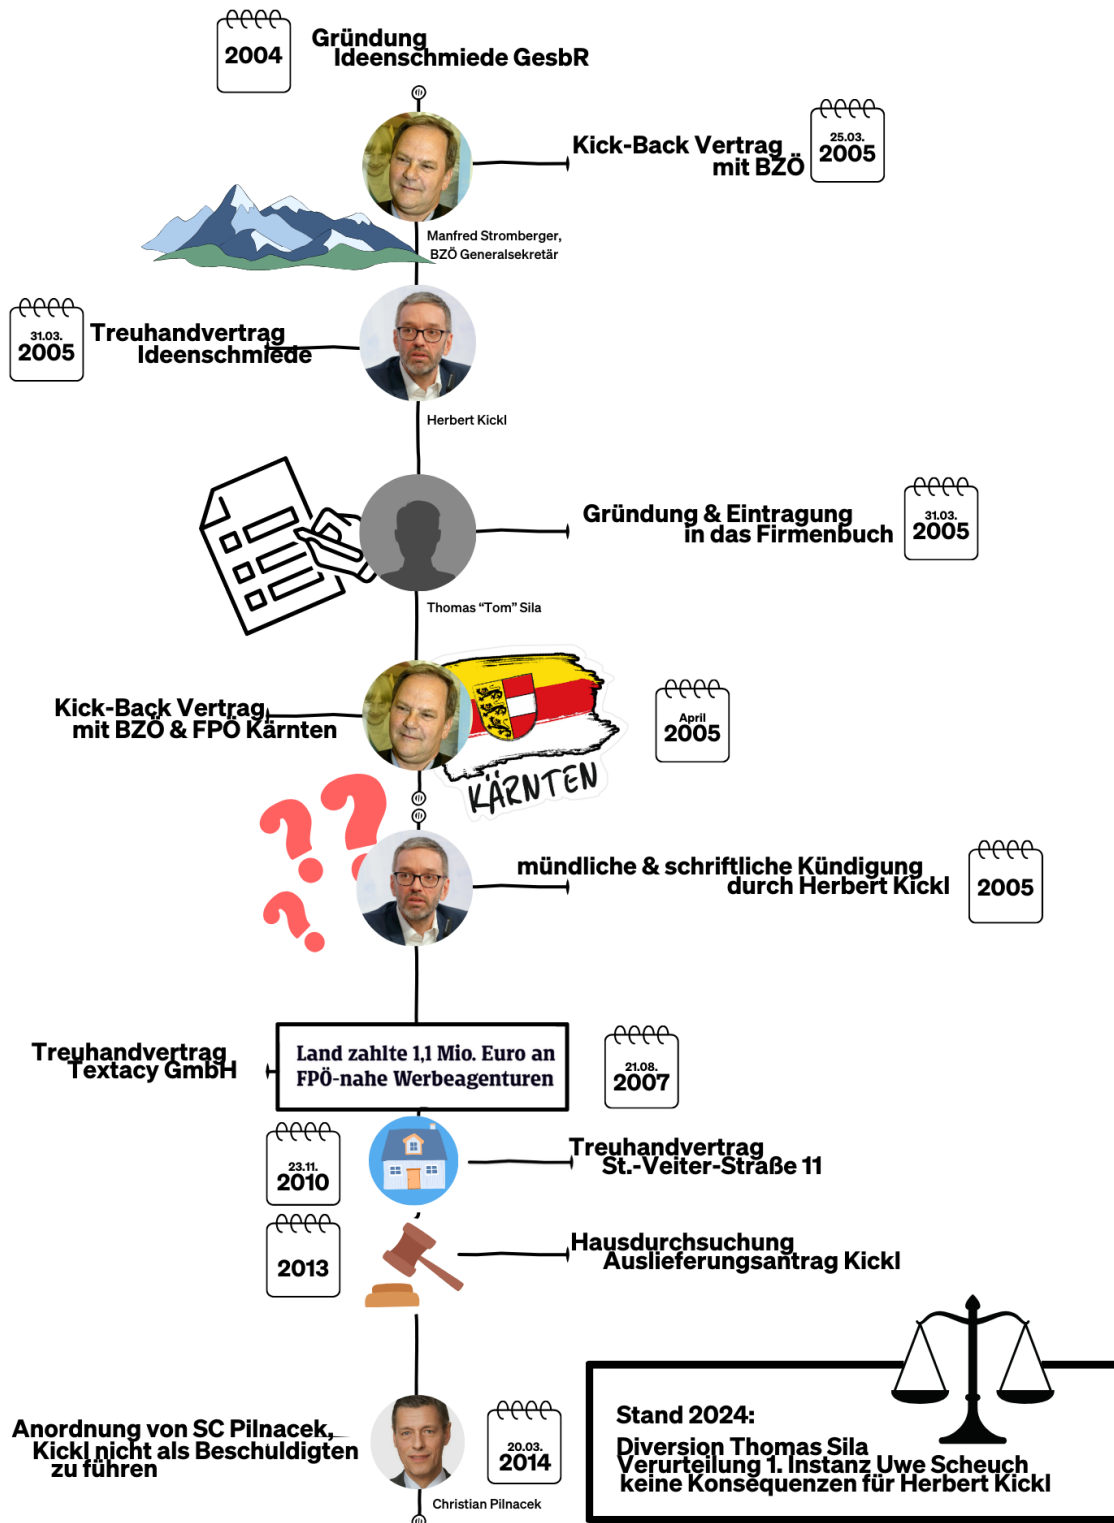 2004
Gründung
Ideenschmiede GesbR
Kick-Back Vertrag
mit BZÖ
25.03.
2005
Manfred Stromberger,
BZÖ Generalsekretär
31.03.
2005
Treuhandvertrag
Ideenschmiede
Herbert Kickl
Gründung & Eintragung
in das Firmenbuch
31.03.
2005
Thomas “Tom” Sila
Kick-Back Vertrag
mit BZÖ & FPÖ Kärnten
KÄRNTEN
April
2005
mündliche & schriftliche Kündigung
durch Herbert Kickl
2005
Treuhandvertrag
Textacy GmbH
Land zahlte 1,1 Mio. Euro an
FPÖ-nahe Werbeagenturen
21.08.
2007
23.11.
2010
Treuhandvertrag
St.-Veiter-Straße 11
2013
Hausdurchsuchung
Auslieferungsantrag Kickl
Anordnung von SC Pilnacek,
Kickl nicht als Beschuldigten
zu führen
20.03.
2014
Christian Pilnacek
Stand 2024:
Diversion Thomas Sila
Verurteilung 1. Instanz Uwe Scheuch
keine Konsequenzen für Herbert Kickl